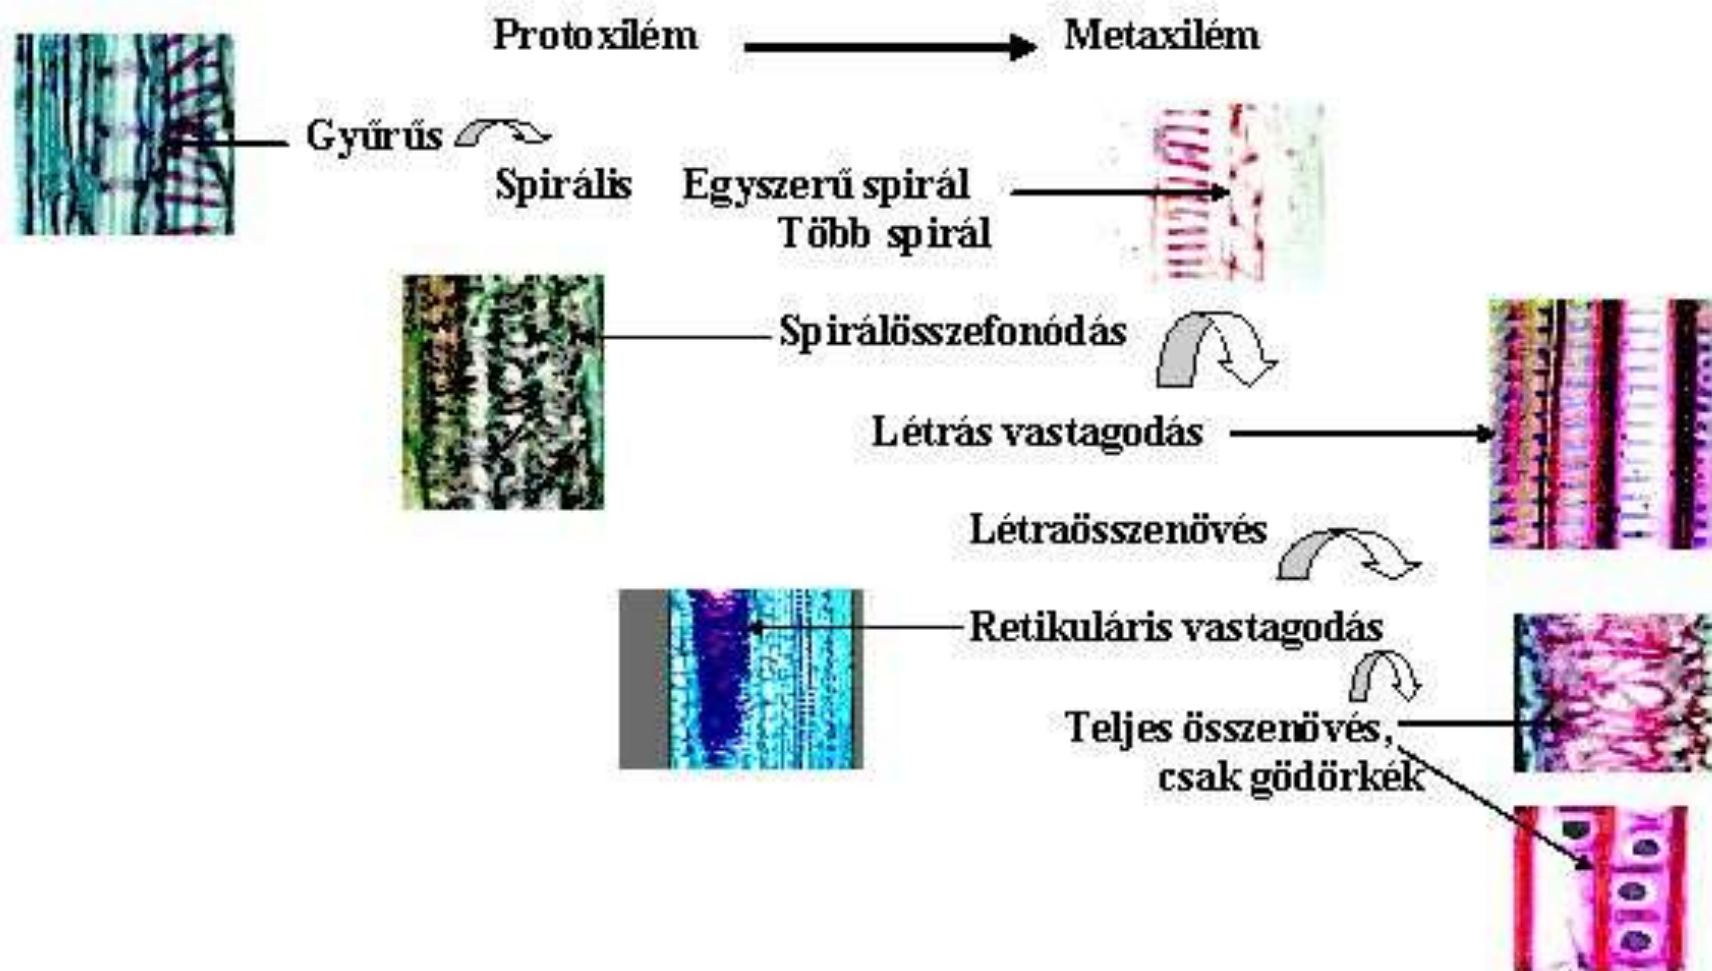 Protoxilém Metaxilém
Gyűrűs
Spirális Egyszerű spirál
Több spirál
Spirálösszefonódás
Létrás vastagodás
Létraösszenövés
Retikuláris vastagodás
Teljes összenövés,
csak gödörkék